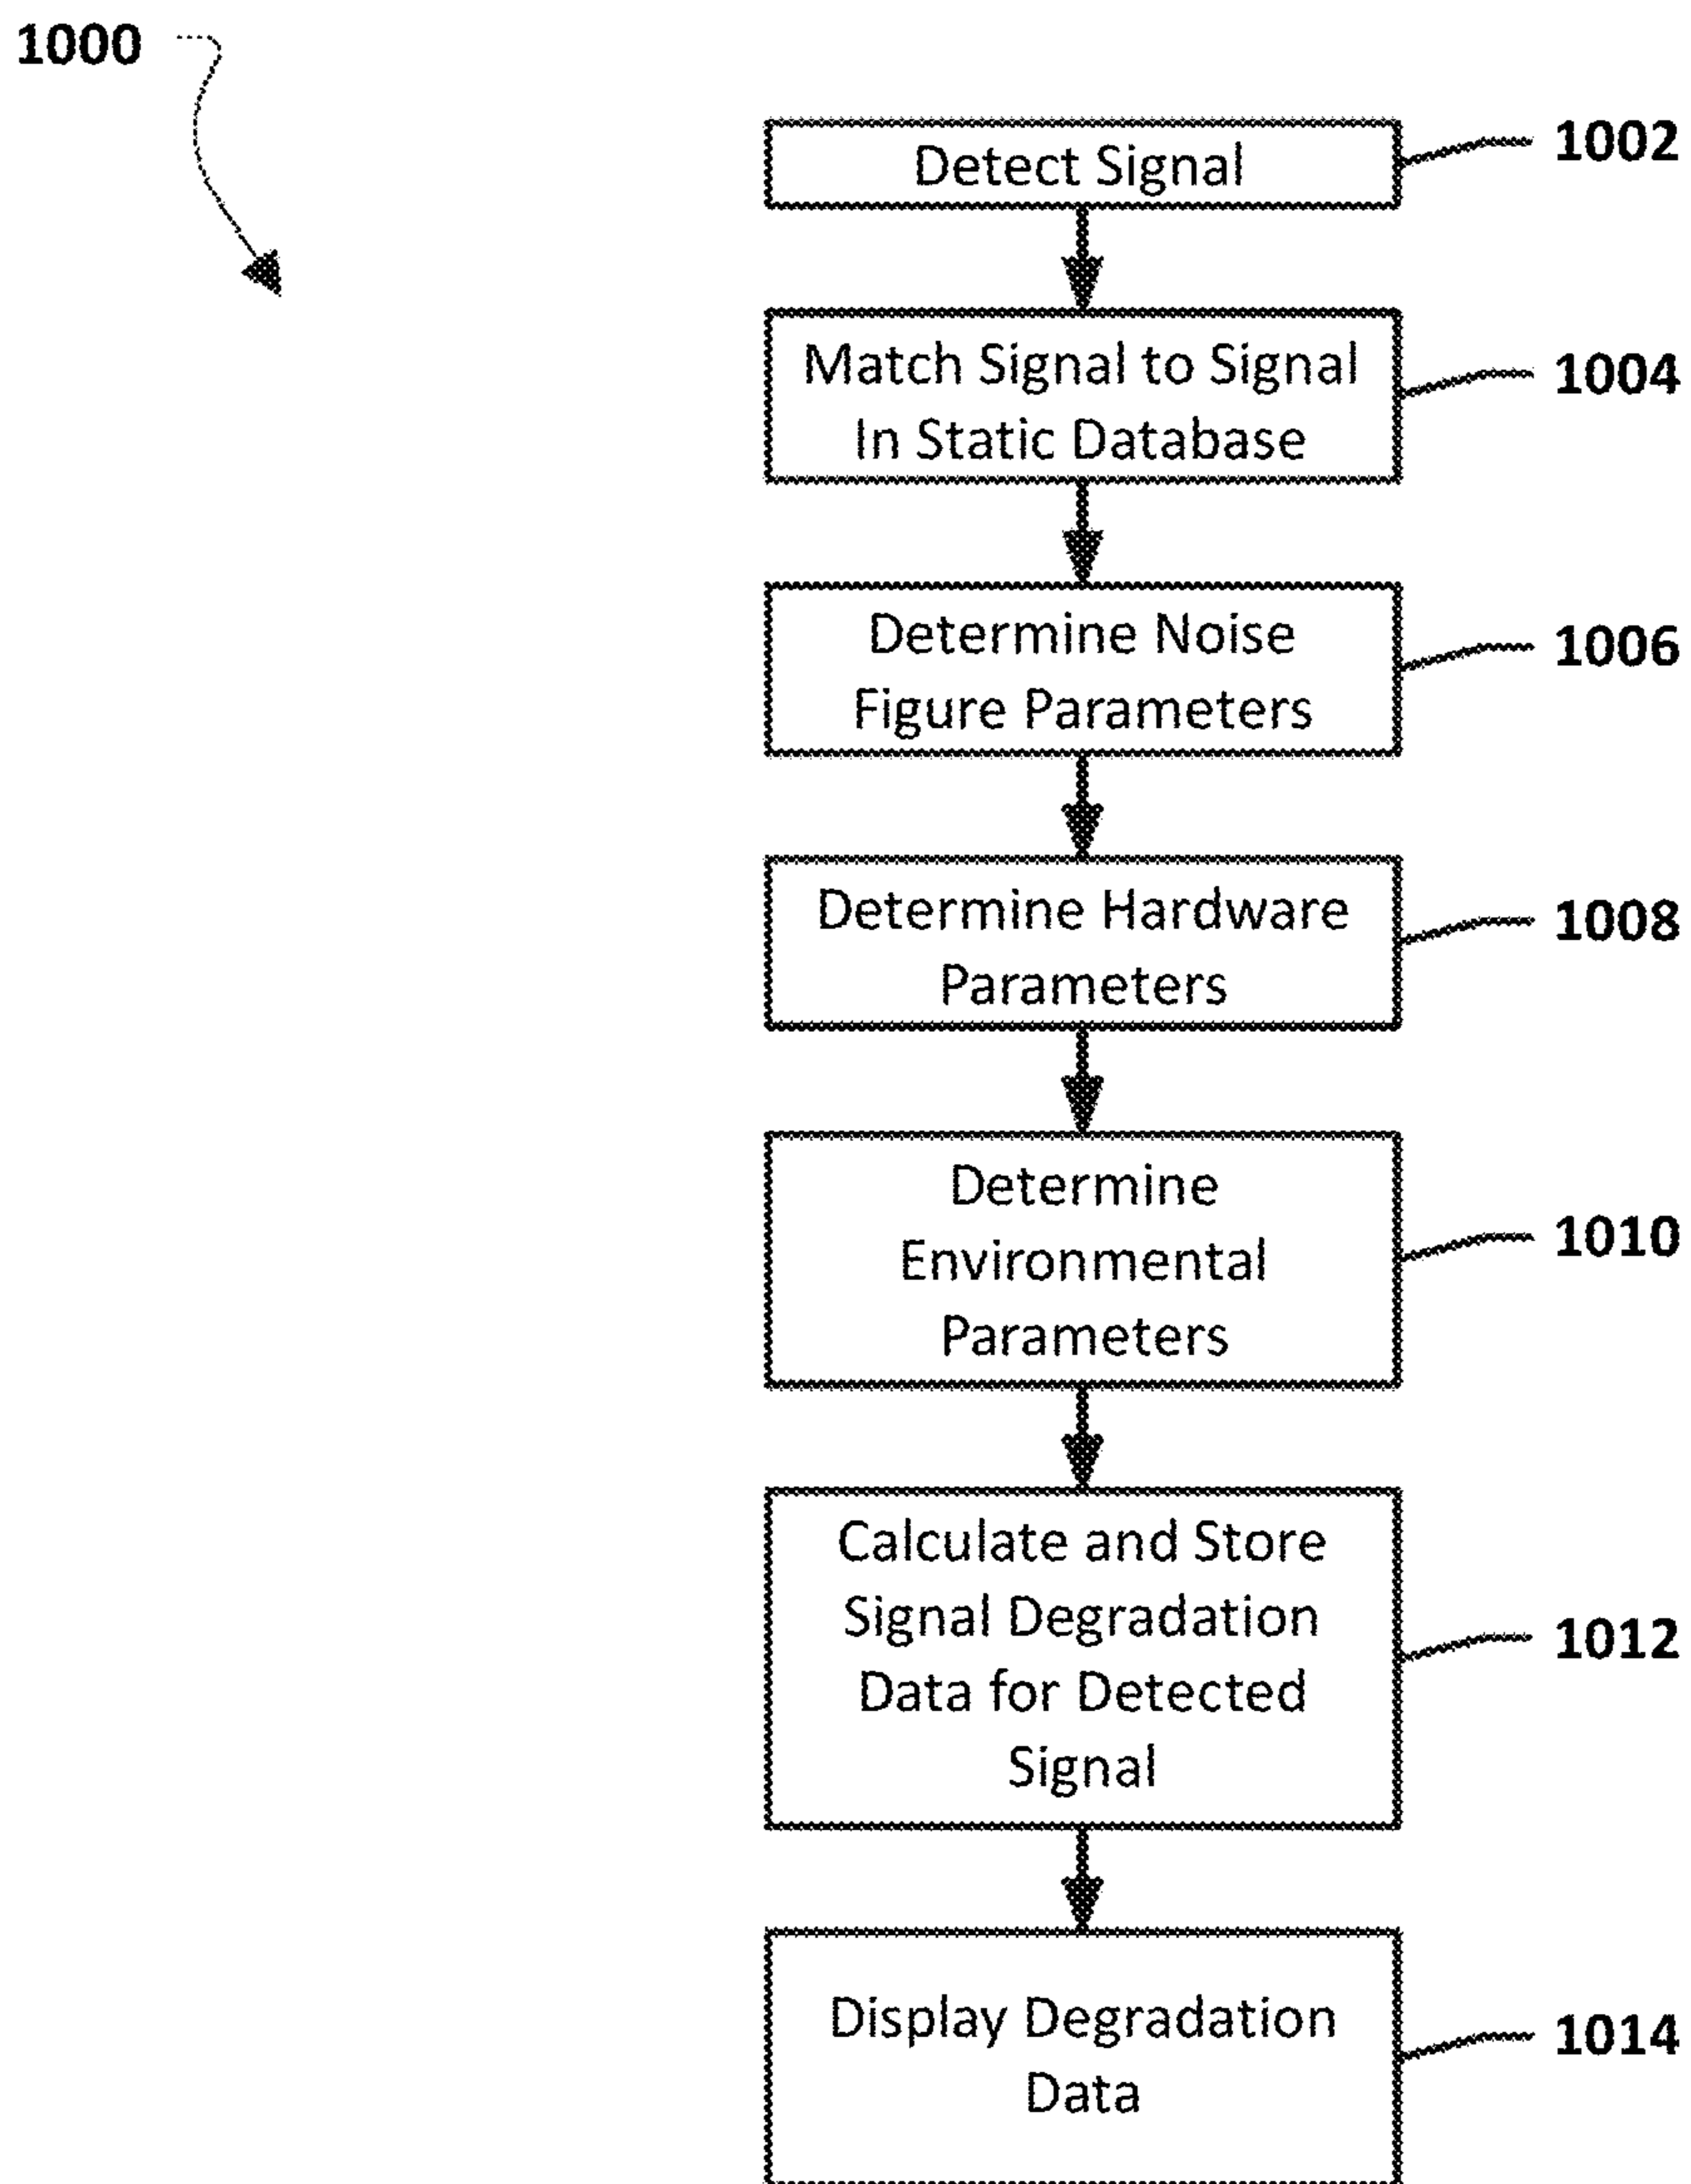 1000
Detect Signal
1002
Match Signal to Signal
In Static Database
1004
Determine Noise
Figure Parameters
1006
Determine Hardware
Parameters
1008
Determine
Environmental
Parameters
1010
Calculate and Store
Signal Degradation
Data for Detected
Signal
1012
Display Degradation
Data
1014